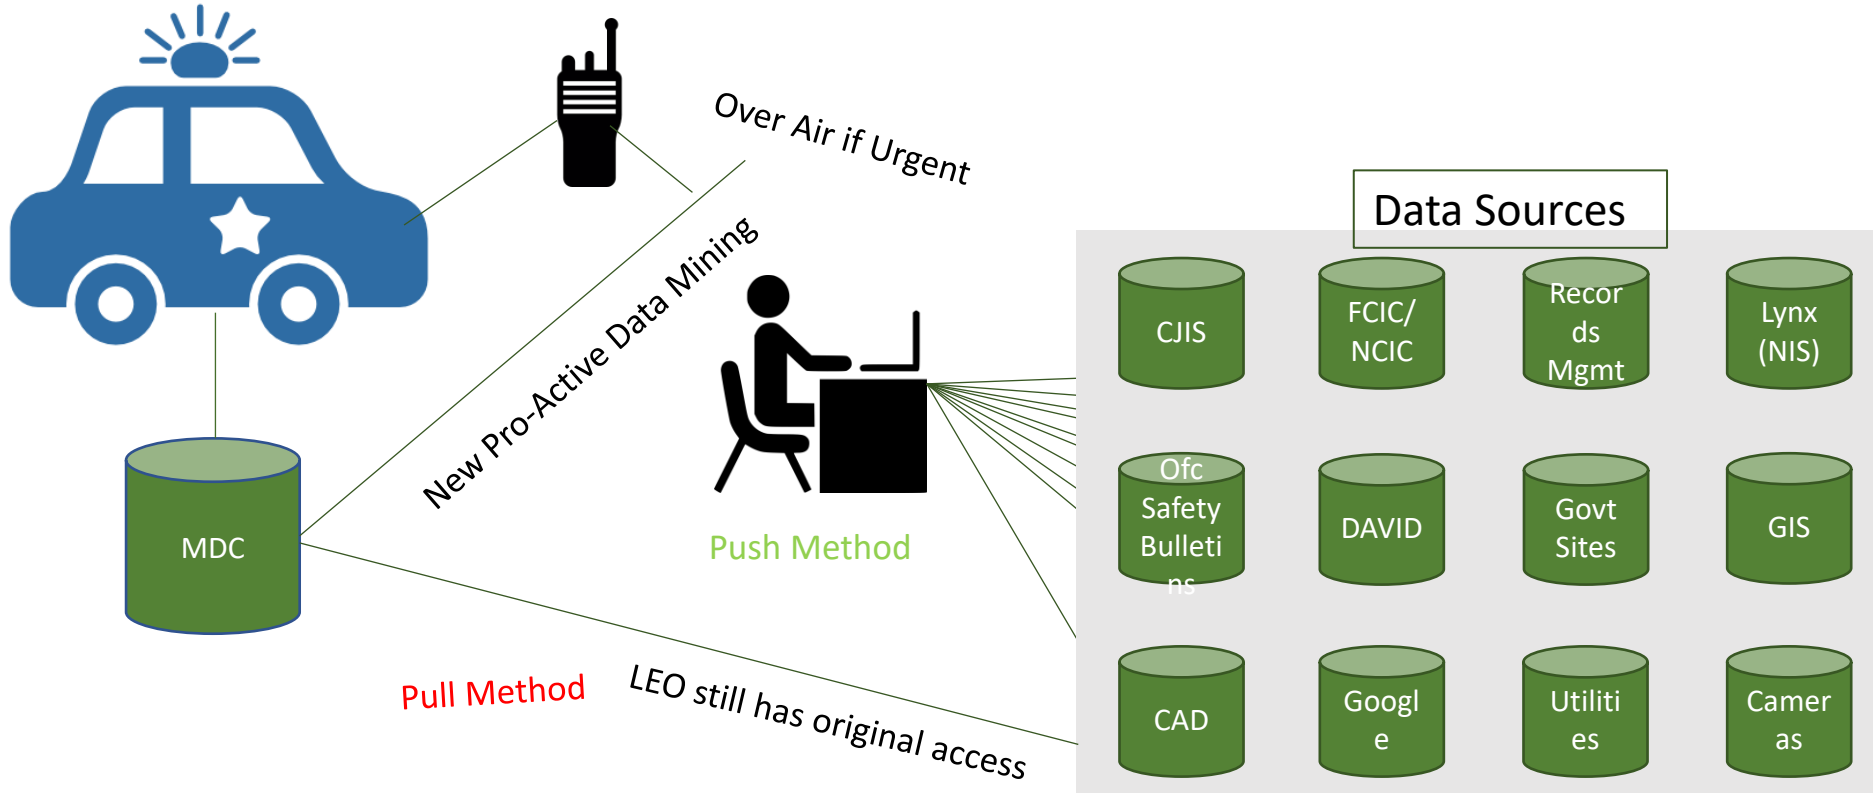 Over Air if Urgent
New Pro-Active Data Mining
Data Sources
CJIS
FCIC/
NCIC
Recor
ds
Mgmt
Lynx
(NIS)
Ofc
Safety
Bulleti
ns
DAVID
Govt
Sites
GIS
MDC
Push Method
Pull Method
LEO still has original access
CAD
Googl
e
Utiliti
es
Camer
as